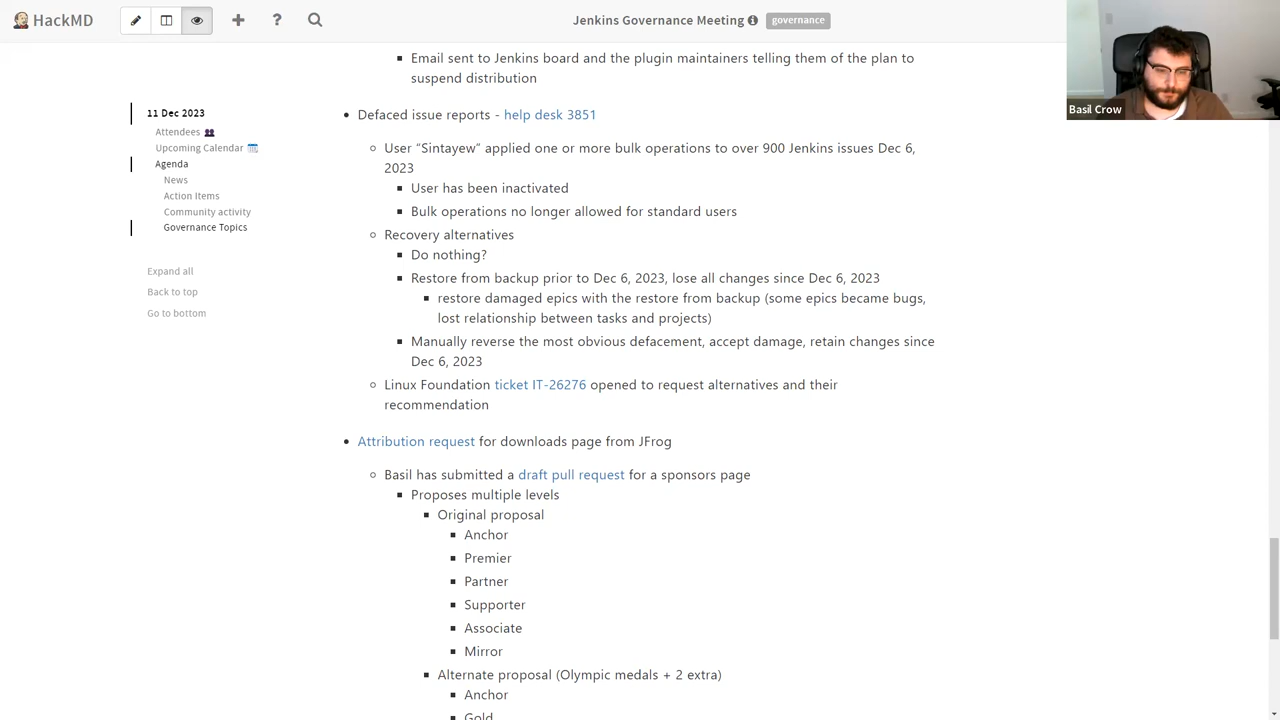 HackMD
Jenkins Governance Meeting
governance
Basil Crow
11 Dec 2023
Attendees
Upcoming Calendar
Agenda
News
Action Items
Community activity
Governance Topics
Expand all
Back to top
Go to bottom
Email sent to Jenkins board and the plugin maintainers telling them of the plan to
suspend distribution
Defaced issue reports - help desk 3851
User “Sintayew” applied one or more bulk operations to over 900 Jenkins issues Dec 6,
2023
User has been inactivated
Bulk operations no longer allowed for standard users
Recovery alternatives
Do nothing?
Restore from backup prior to Dec 6, 2023, lose all changes since Dec 6, 2023
restore damaged epics with the restore from backup (some epics became bugs,
lost relationship between tasks and projects)
Manually reverse the most obvious defacement, accept damage, retain changes since
Dec 6, 2023
Linux Foundation ticket IT-26276 opened to request alternatives and their
recommendation
Attribution request for downloads page from JFrog
Basil has submitted a draft pull request for a sponsors page
Proposes multiple levels
Original proposal
Anchor
Premier
Partner
Supporter
Associate
Mirror
Alternate proposal (Olympic medals + 2 extra)
Anchor
Gold